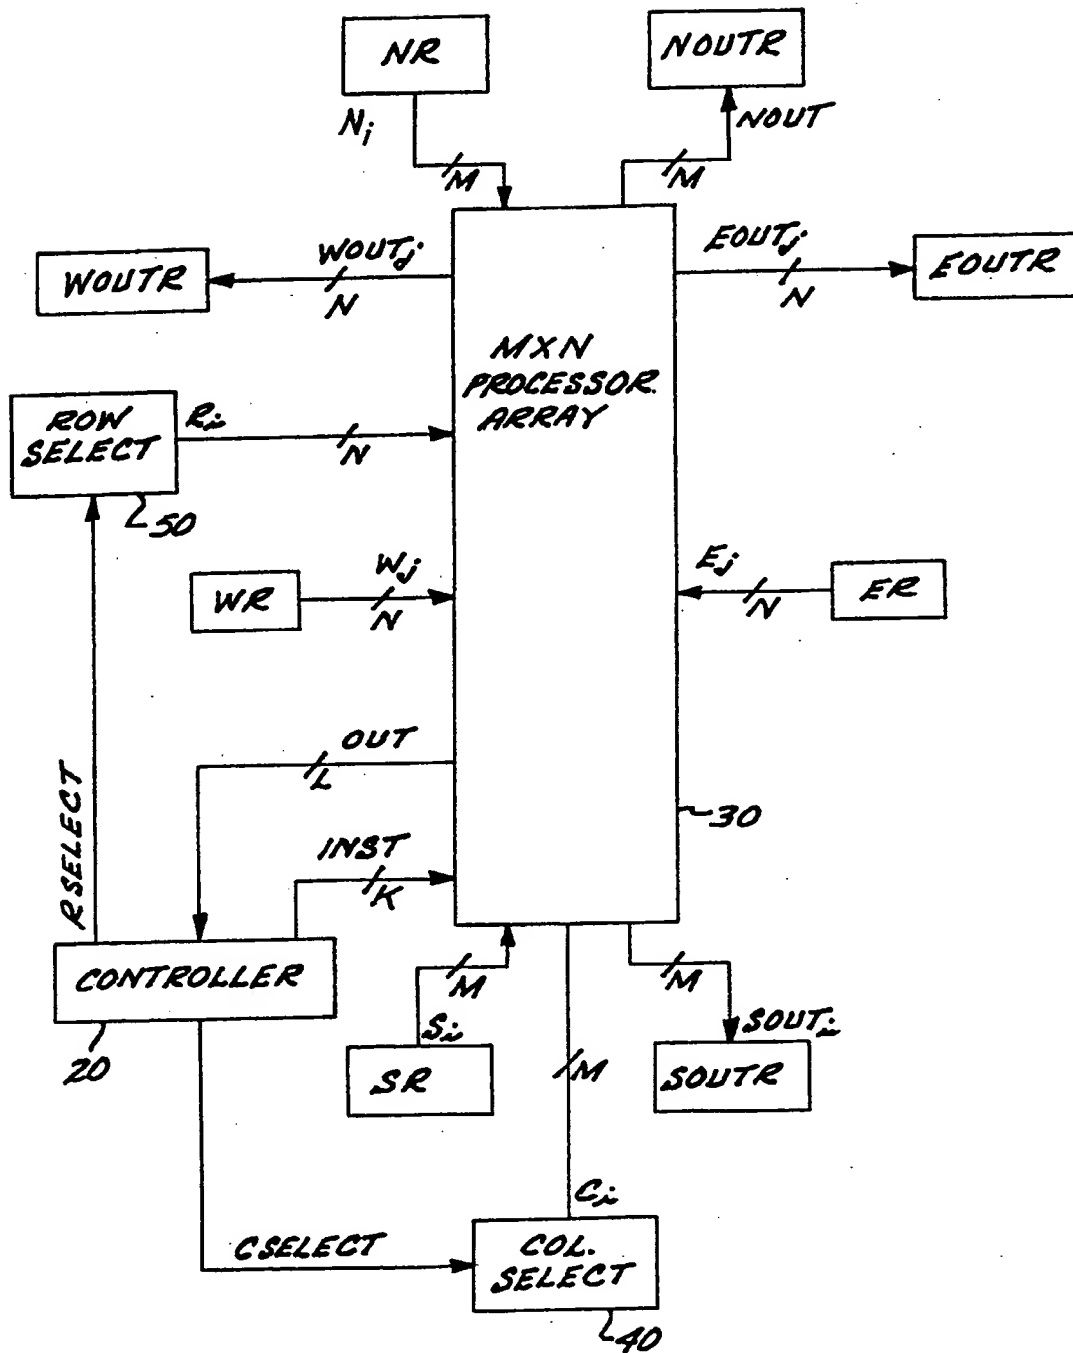 NR
NOUTR
Ni
NOUT
M
M
WOUTj
EOUTj
WOUTR
N
N
EOUTR
MXN
PROCESSOR
ARRAY
ROW
SELECT
Ri
N
50
Wj
Ej
WR
N
N
ER
OUT
L
30
RSELECT
INST
K
CONTROLLER
M
M
20
Si
SOUTi
SR
M
SOUTR
Ci
CSELECT
COL.
SELECT
40